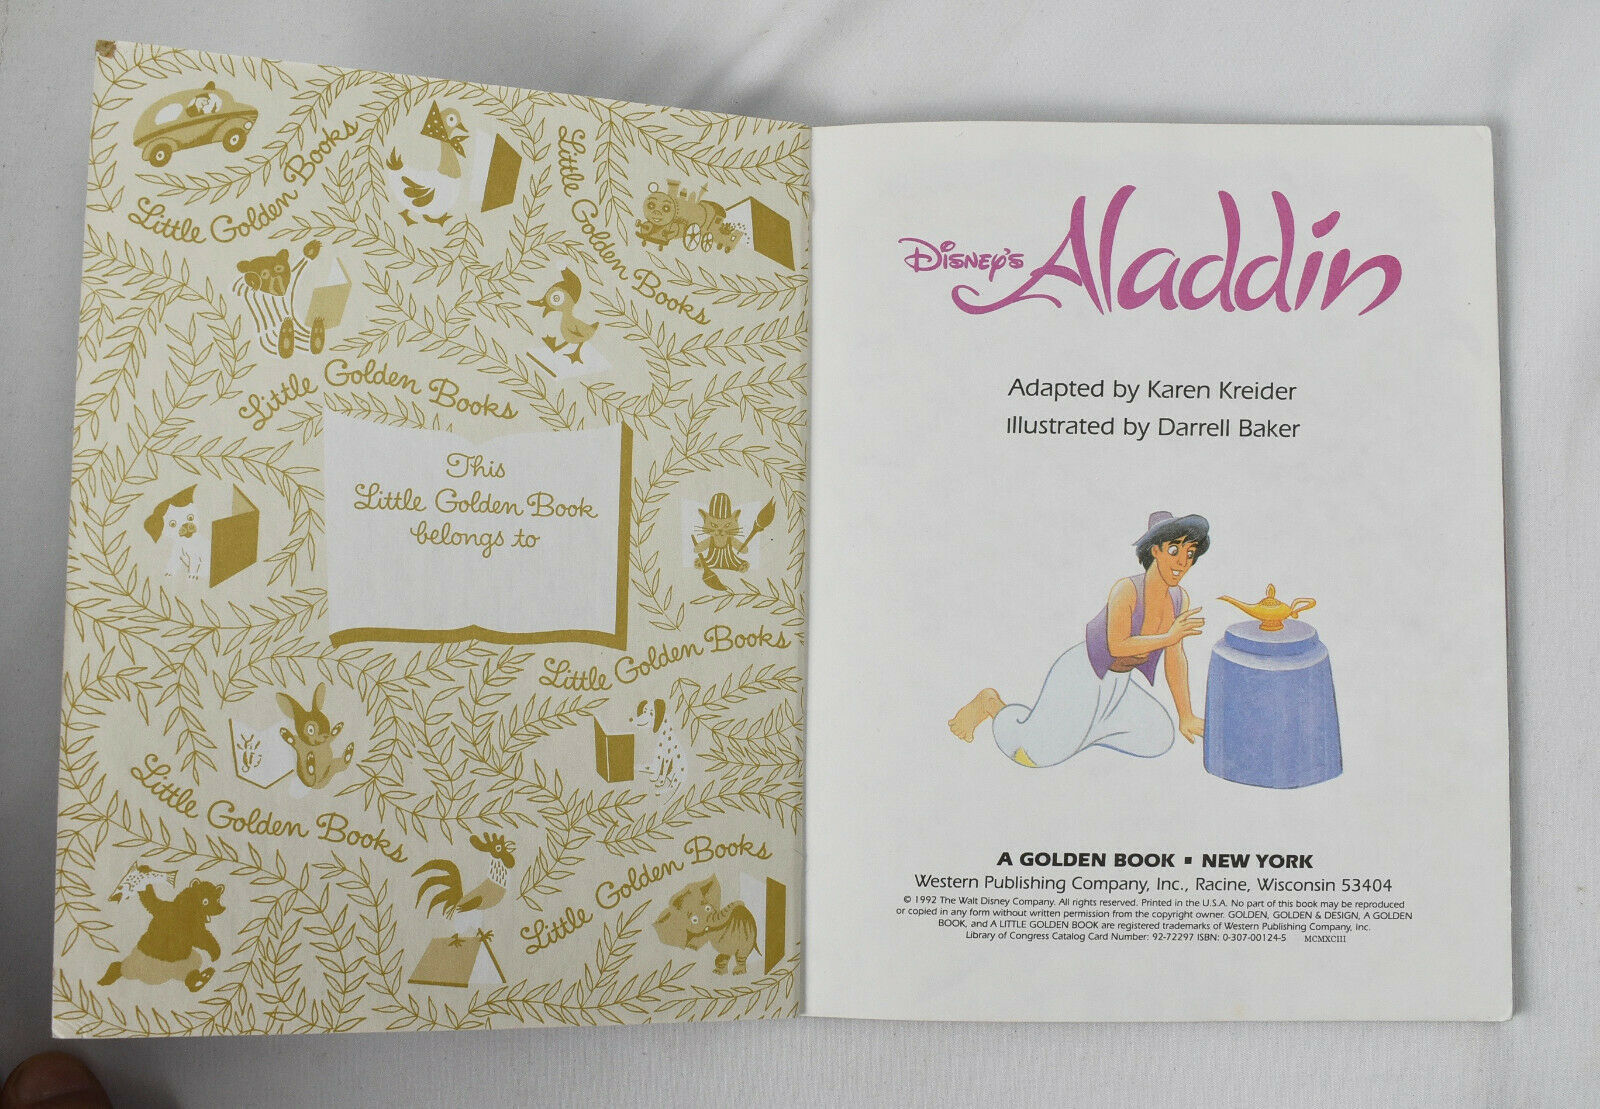 Little Golden Books
Little Golden Books
Little Golden Books
This
Little Golden Book
belongs to
Little Golden Books
Little Golden Books
Little Golden Books
Disney's Aladdin
Adapted by Karen Kreider
Illustrated by Darrell Baker
A GOLDEN BOOK ▪ NEW YORK
Western Publishing Company, Inc., Racine, Wisconsin 53404
© 1992 The Walt Disney Company. All rights reserved. Printed in the U.S.A. No part of this book may be reproduced
or copied in any form without written permission from the copyright owner. GOLDEN, GOLDEN & DESIGN, A GOLDEN
BOOK, and A LITTLE GOLDEN BOOK are registered trademarks of Western Publishing Company, Inc.
Library of Congress Catalog Card Number: 92-72297 ISBN: 0-307-00124-5 MCMXCIII